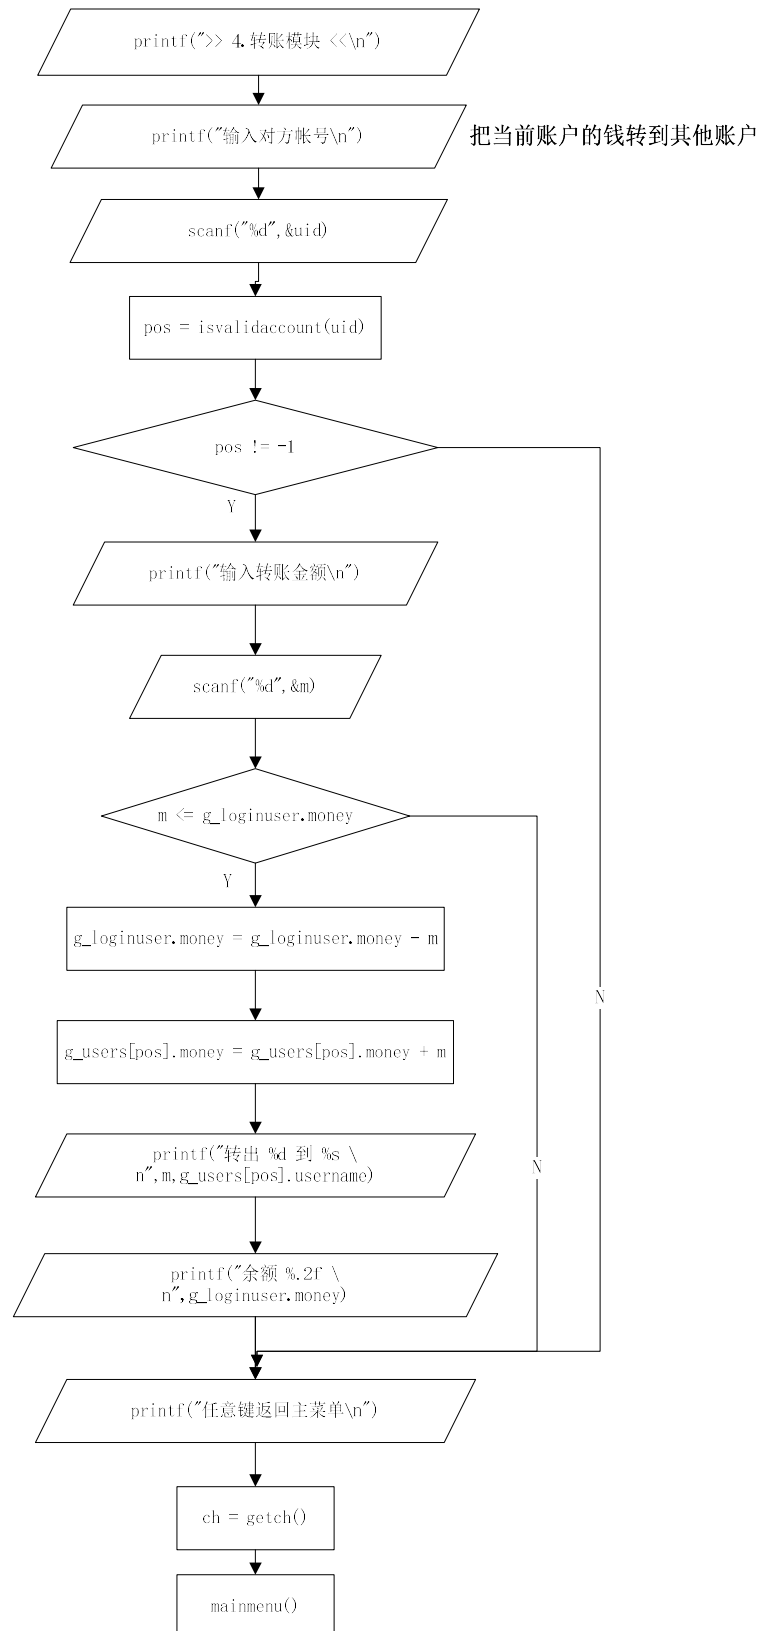 printf(">> 4.转账模块 <<\n")
printf("输入对方帐号\n")
把当前账户的钱转到其他账户
scanf("%d",&uid)
pos = isvalidaccount(uid)
pos != -1
Y
printf("输入转账金额\n")
scanf("%d",&m)
m <= g_loginuser.money
Y
g_loginuser.money = g_loginuser.money - m
N
g_users[pos].money = g_users[pos].money + m
printf("转出 %d 到 %s \
n",m,g_users[pos].username)
N
printf("余额 %.2f \
n",g_loginuser.money)
printf("任意键返回主菜单\n")
ch = getch()
mainmenu()